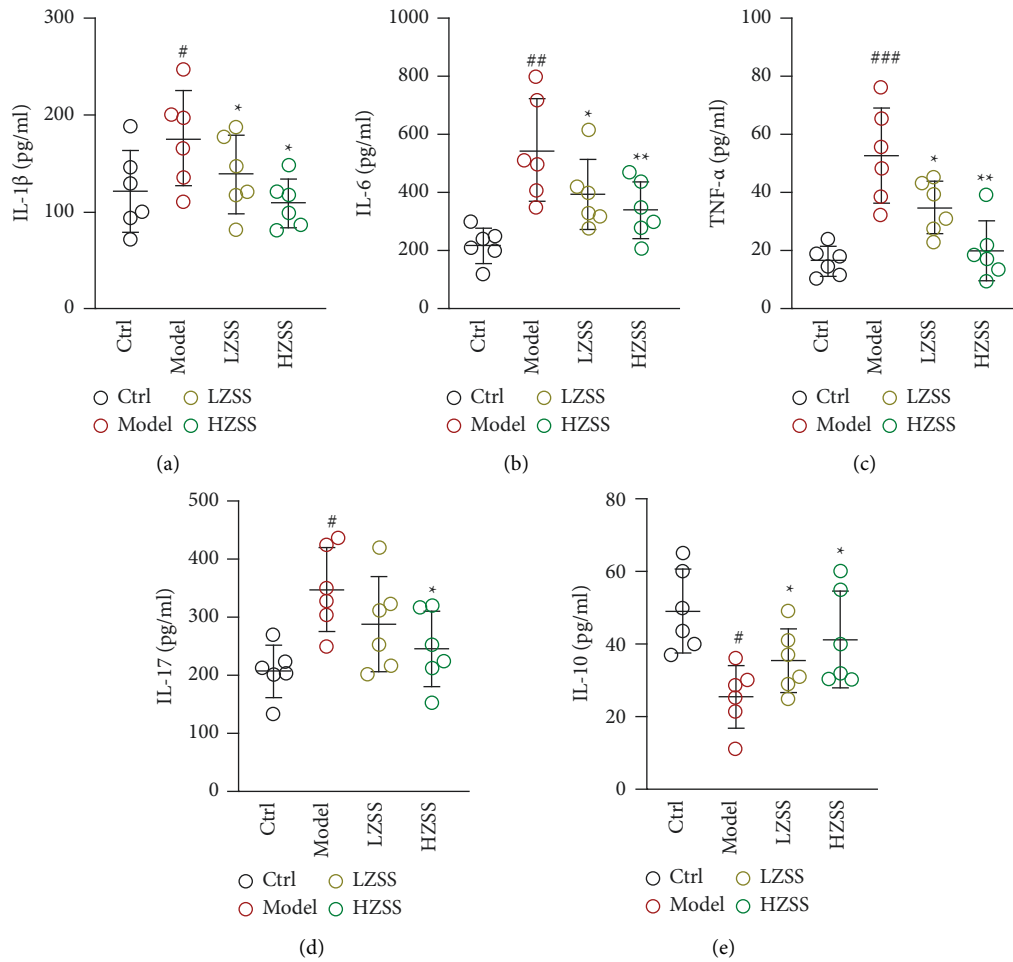 300
200
100
0
IL-1β (pg/ml)
#
*
*
Ctrl
Model
LZSS
HZSS
Ctrl LZSS
Model HZSS
(a)
1000
800
600
400
200
0
IL-6 (pg/ml)
##
*
**
Ctrl
Model
LZSS
HZSS
Ctrl LZSS
Model HZSS
(b)
100
80
60
40
20
0
TNF-α (pg/ml)
###
*
**
Ctrl
Model
LZSS
HZSS
Ctrl LZSS
Model HZSS
(c)
500
400
300
200
100
0
IL-17 (pg/ml)
#
*
Ctrl
Model
LZSS
HZSS
Ctrl LZSS
Model HZSS
(d)
80
60
40
20
0
IL-10 (pg/ml)
#
*
*
Ctrl
Model
LZSS
HZSS
Ctrl LZSS
Model HZSS
(e)